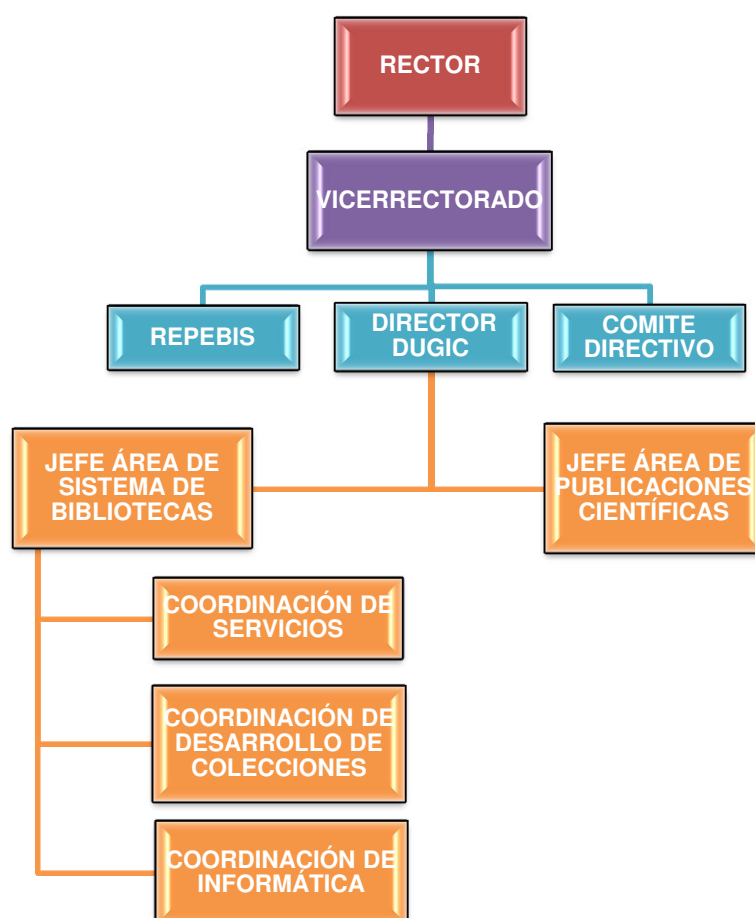 RECTOR
VICERRECTORADO
REPEBIS
DIRECTOR
DUGIC
COMITE
DIRECTIVO
JEFE ÁREA DE
SISTEMA DE
BIBLIOTECAS
JEFE ÁREA DE
PUBLICACIONES
CIENTÍFICAS
COORDINACIÓN DE
SERVICIOS
COORDINACIÓN DE
DESARROLLO DE
COLECCIONES
COORDINACIÓN DE
INFORMÁTICA